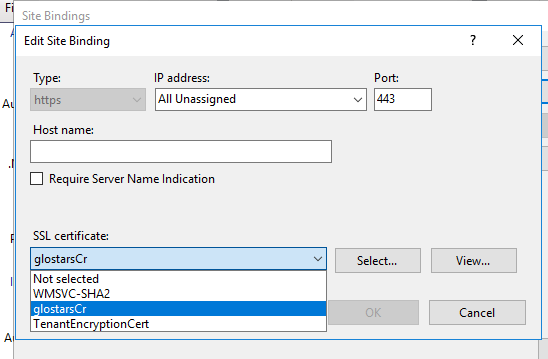 Fi
Site Bindings
Edit Site Binding
?
Type:
IP address:
Port:
https
All Unassigned
443
Host name:
Require Server Name Indication
SSL certificate:
glostarsCr
Select...
View...
Not selected
WMSVC-SHA2
glostarsCr
TenantEncryptionCert
OK
Cancel